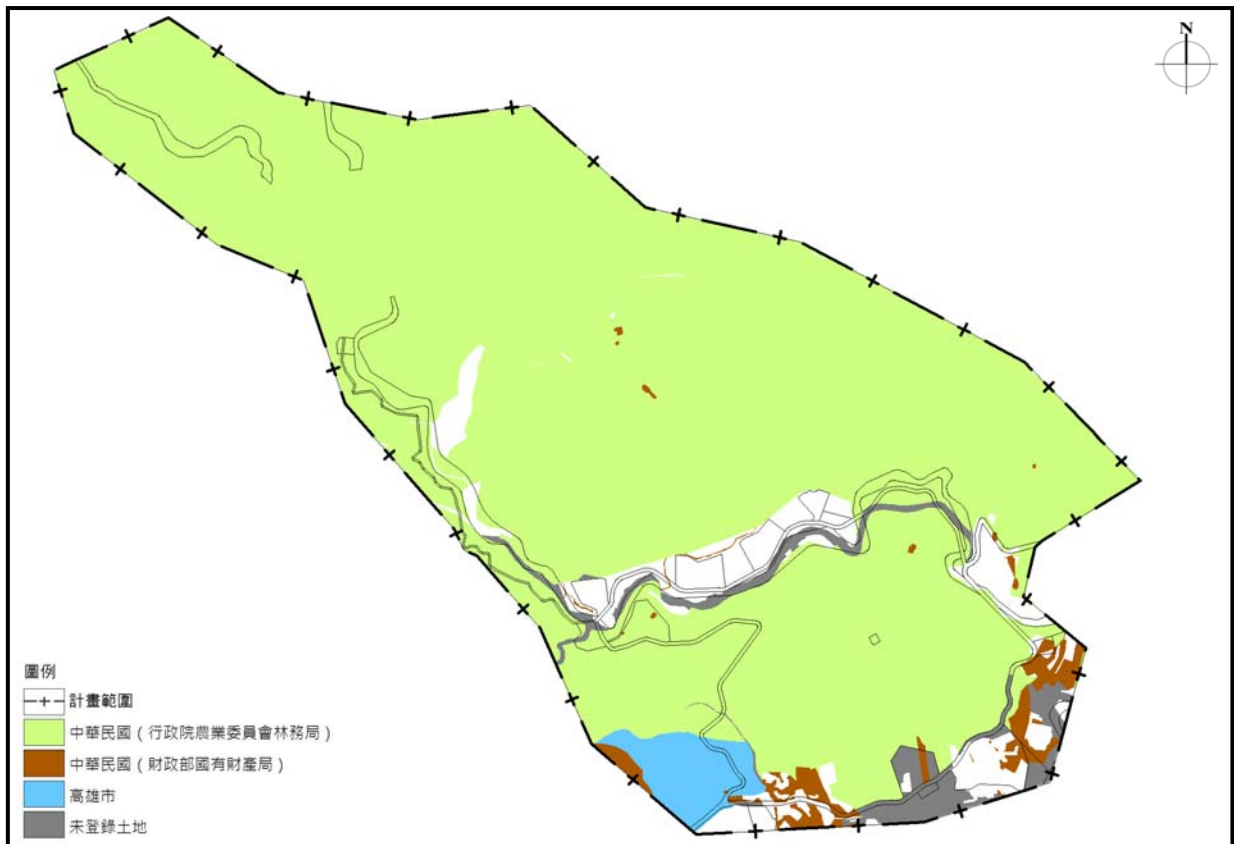 N
圖例
計畫範圍
中華民國（行政院農業委員會林務局）
中華民國（財政部國有財產局）
高雄市
未登錄土地